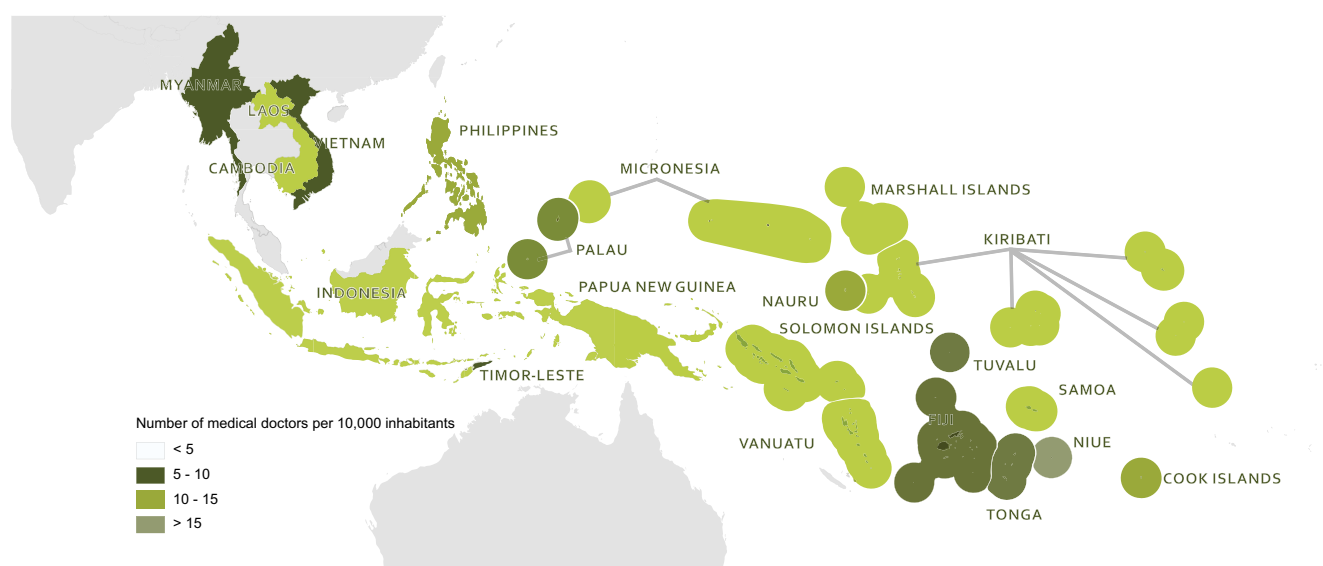 MYANMAR
LAOS
VIETNAM
CAMBODIA
PHILIPPINES
MICRONESIA
MARSHALL ISLANDS
PALAU
KIRIBATI
INDONESIA
PAPUA NEW GUINEA
NAURU
SOLOMON ISLANDS
TUVALU
TIMOR-LESTE
SAMOA
FIJI
VANUATU
NIUE
COOK ISLANDS
TONGA
Number of medical doctors per 10,000 inhabitants
< 5
5 - 10
10 - 15
> 15